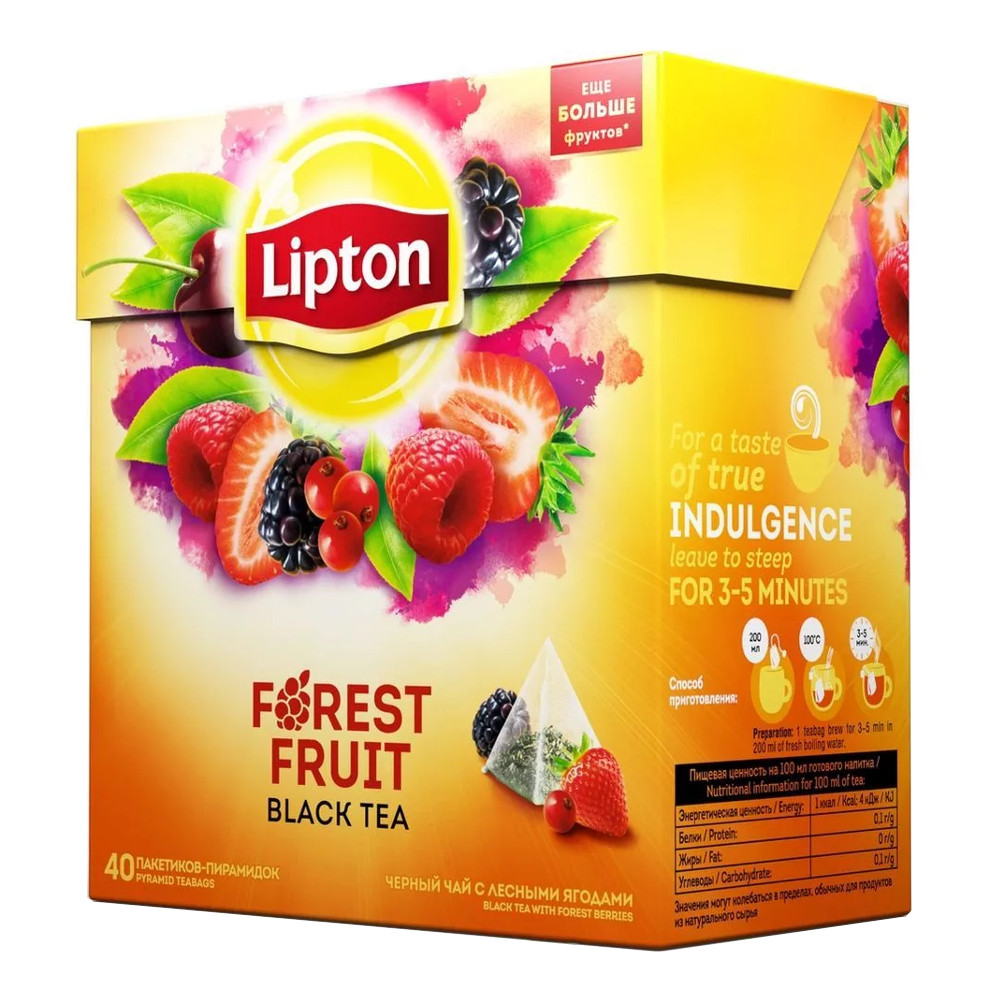 ЕЩЕ
БОЛЬШЕ
фруктов*
Lipton
FOREST
FRUIT
BLACK TEA
40 ПАКЕТИКОВ-ПИРАМИДОК
PYRAMID TEABAGS
ЧЕРНЫЙ ЧАЙ С ЛЕСНЫМИ ЯГОДАМИ
BLACK TEA WITH FOREST BERRIES
For a taste
of true
INDULGENCE
leave to steep
FOR 3-5 MINUTES
200 мл
100°C
3-5 мин.
Способ
приготовления:
Preparation: 1 teabag brew for 3-5 min in
200 ml of fresh boiling water.
Пищевая ценность на 100 мл готового напитка /
Nutritional information for 100 ml of tea:
Энергетическая ценность / Energy: 1 ккал / Kcal; 4 кДж / KJ
Белки / Protein: 0,1 г/g
Жиры / Fat: 0 г/g
Углеводы / Carbohydrate: 0,1 г/g
Значения могут колебаться в пределах, обычных для продуктов
из натурального сырья